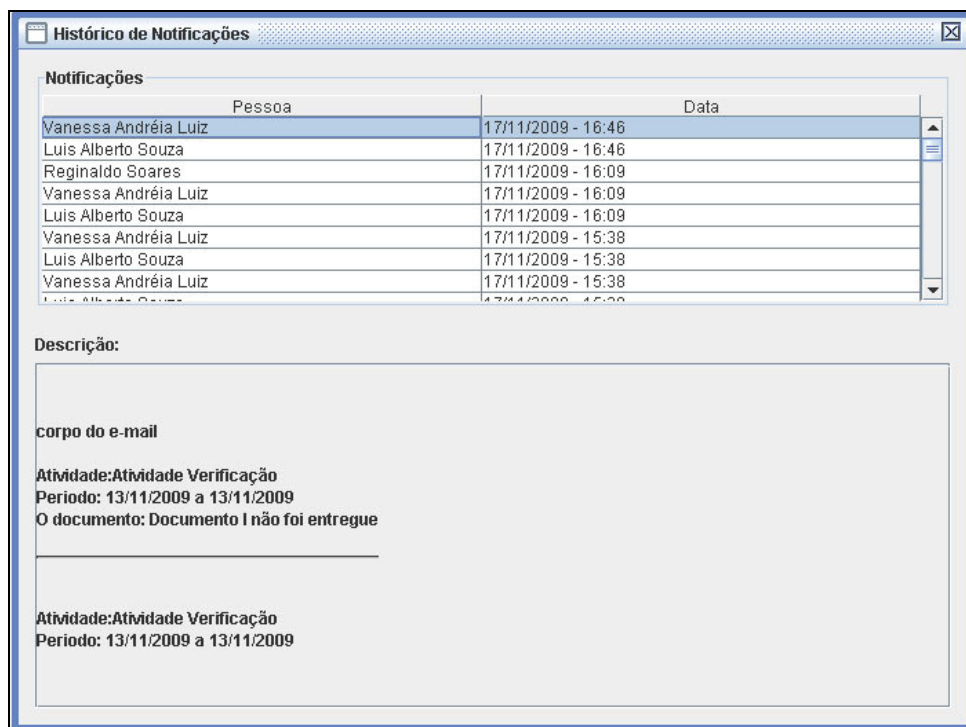 Histórico de Notificações
Notificações
Pessoa Data
Vanessa Andréia Luiz 17/11/2009 - 16:46
Luis Alberto Souza 17/11/2009 - 16:46
Reginaldo Soares 17/11/2009 - 16:09
Vanessa Andréia Luiz 17/11/2009 - 16:09
Luis Alberto Souza 17/11/2009 - 16:09
Vanessa Andréia Luiz 17/11/2009 - 15:38
Luis Alberto Souza 17/11/2009 - 15:38
Vanessa Andréia Luiz 17/11/2009 - 15:38
Descrição:
corpo do e-mail
Atividade:Atividade Verificação
Periodo: 13/11/2009 a 13/11/2009
O documento: Documento I não foi entregue
Atividade:Atividade Verificação
Periodo: 13/11/2009 a 13/11/2009